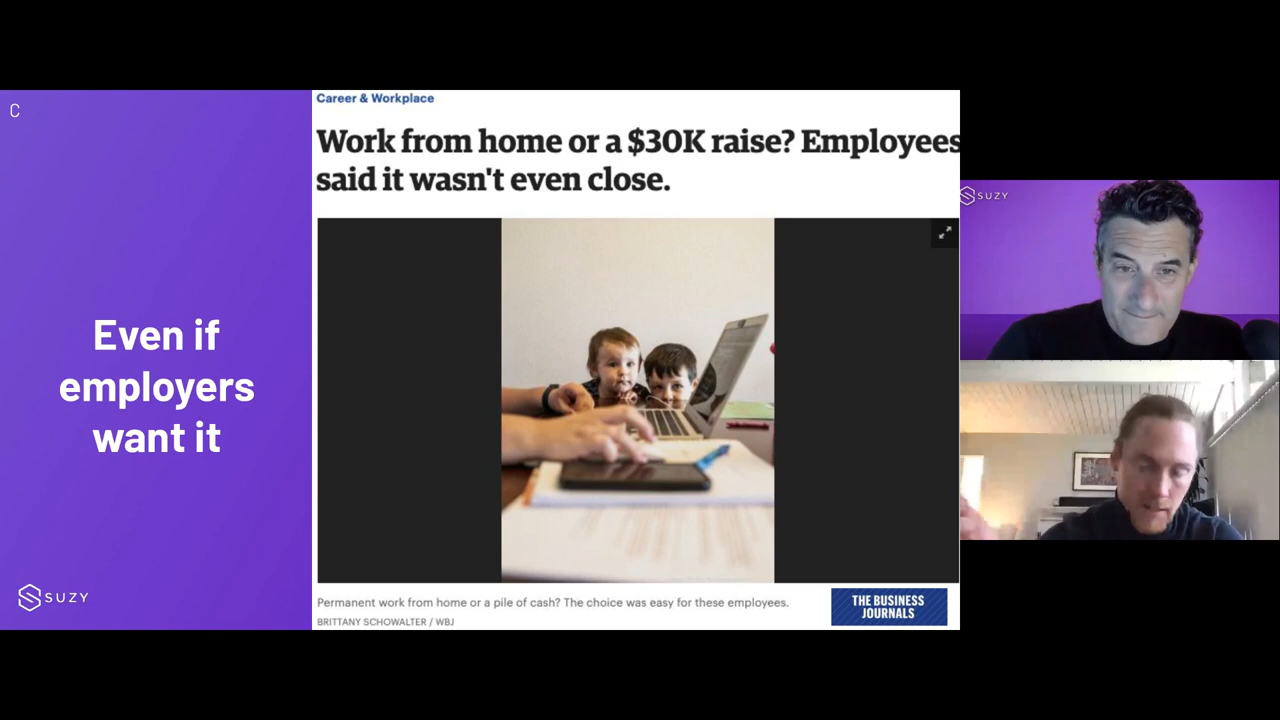 C
Even if
employers
want it
SUZY
Career & Workplace
Work from home or a $30K raise? Employees
said it wasn't even close.
Permanent work from home or a pile of cash? The choice was easy for these employees.
BRITTANY SCHOWALTER / WBJ
THE BUSINESS
JOURNALS
SUZY